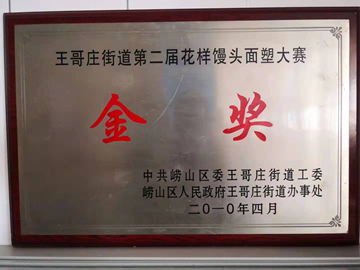 王哥庄街道第二届花样馒头面塑大赛
金奖
中共崂山区委王哥庄街道工委
崂山区人民政府王哥庄街道办事处
二〇一〇年四月